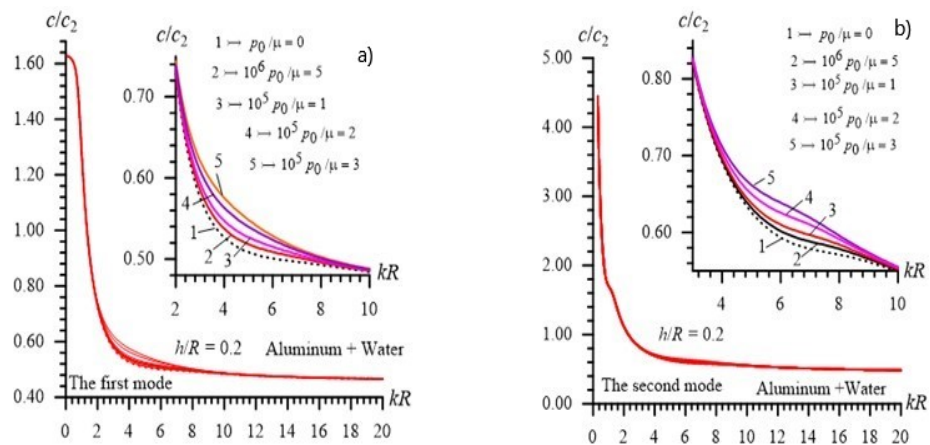 c/c₂
1.60
1.40
1.20
1.00
0.80
0.60
0.40
c/c₂
0.70
0.60
0.50
1 ↣ p₀/μ = 0
a)
2 ↣ 10⁶ p₀/μ = 5
3 ↣ 10⁵ p₀/μ = 1
4 ↣ 10⁵ p₀/μ = 2
5 ↣ 10⁵ p₀/μ = 3
5
4
1
2
3
kR
2 4 6 8 10
h/R = 0.2 Aluminum + Water
The first mode
kR
0 2 4 6 8 10 12 14 16 18 20
c/c₂
5.00
4.00
3.00
2.00
1.00
0.00
c/c₂
0.80
0.70
0.60
b)
1 ↣ p₀/μ = 0
2 ↣ 10⁶ p₀/μ = 5
3 ↣ 10⁵ p₀/μ = 1
4 ↣ 10⁵ p₀/μ = 2
5 ↣ 10⁵ p₀/μ = 3
5
4
3
1
2
kR
4 6 8 10
h/R = 0.2
The second mode Aluminum +Water
kR
0 2 4 6 8 10 12 14 16 18 20